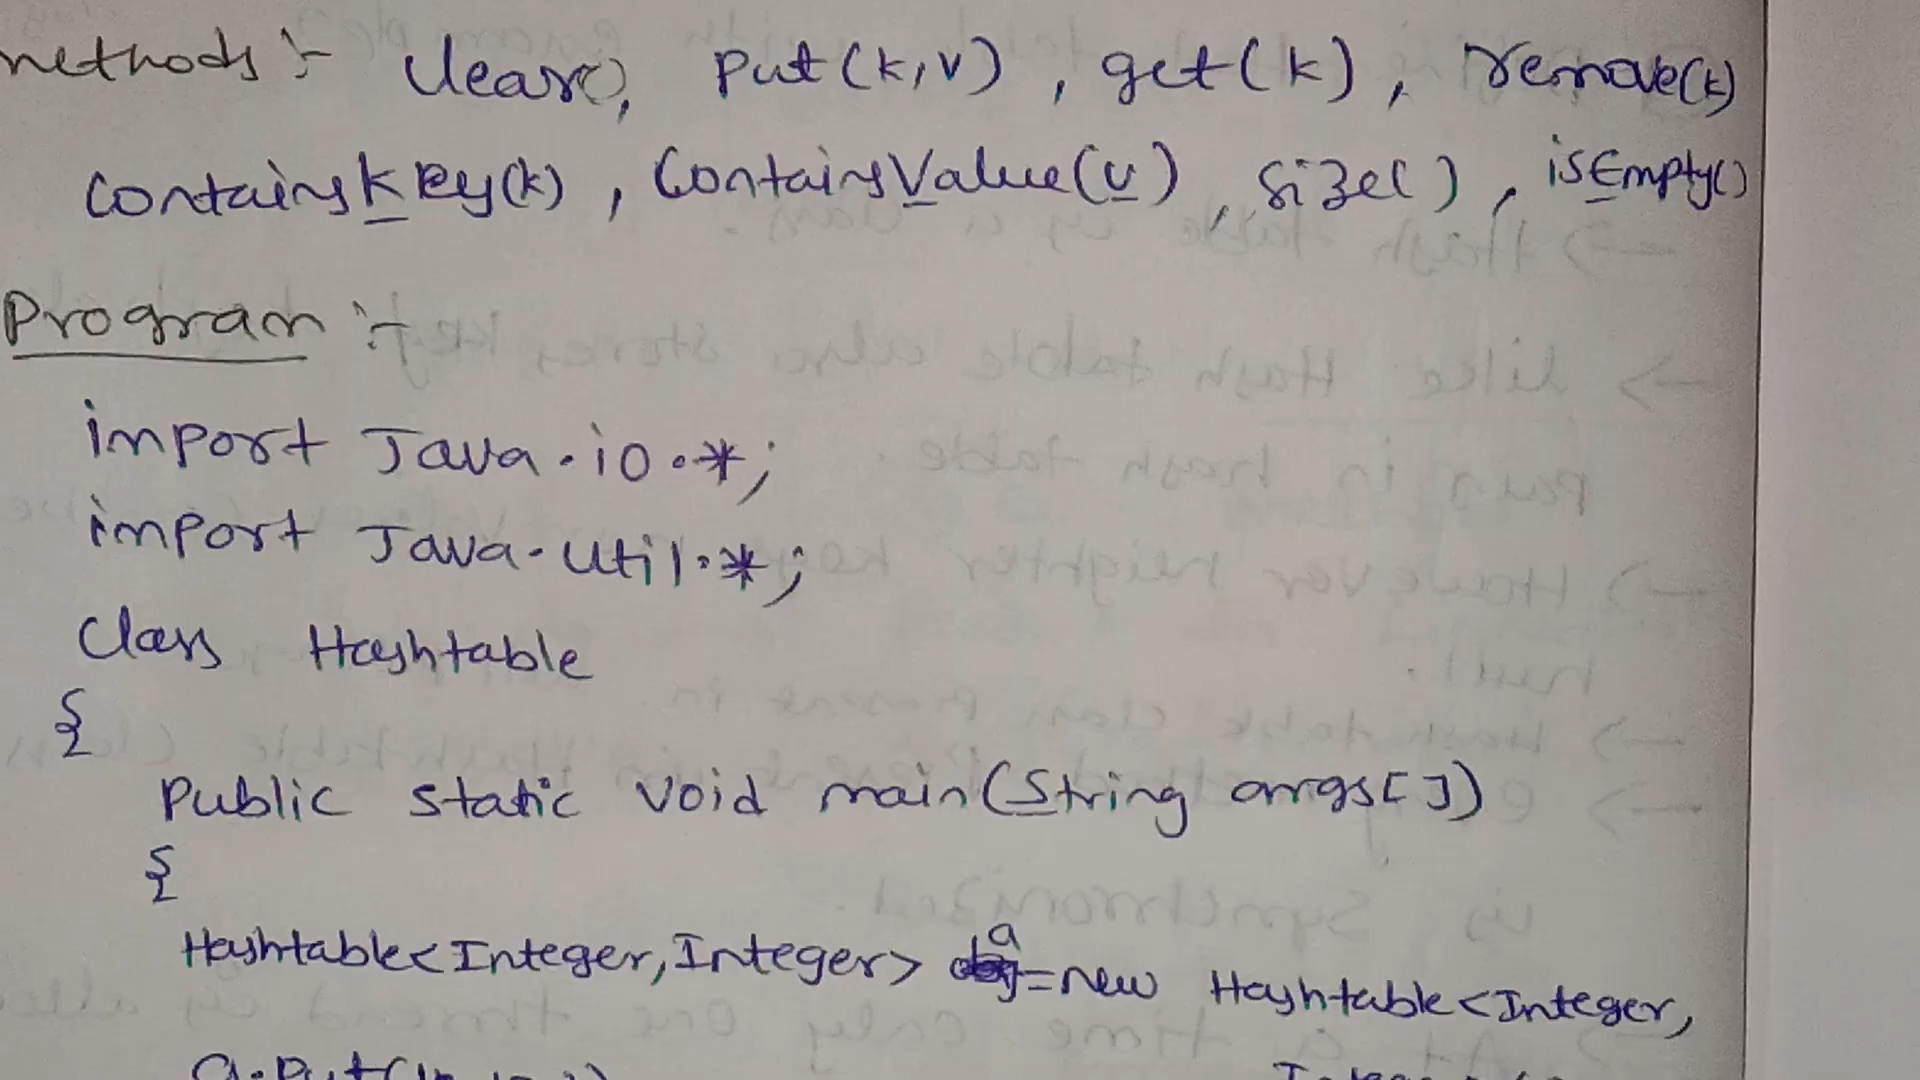 methods :- clear(), put(k,v), get(k), remove(k)
containsKey(k), ContainsValue(v), size(), isEmpty()
Program :-
import Java.io.*;
import Java.util.*;
Class Hashtable
{
Public static void main(String args[])
{
Hashtable<Integer,Integer> a=new Hashtable<Integer,
a.Put(